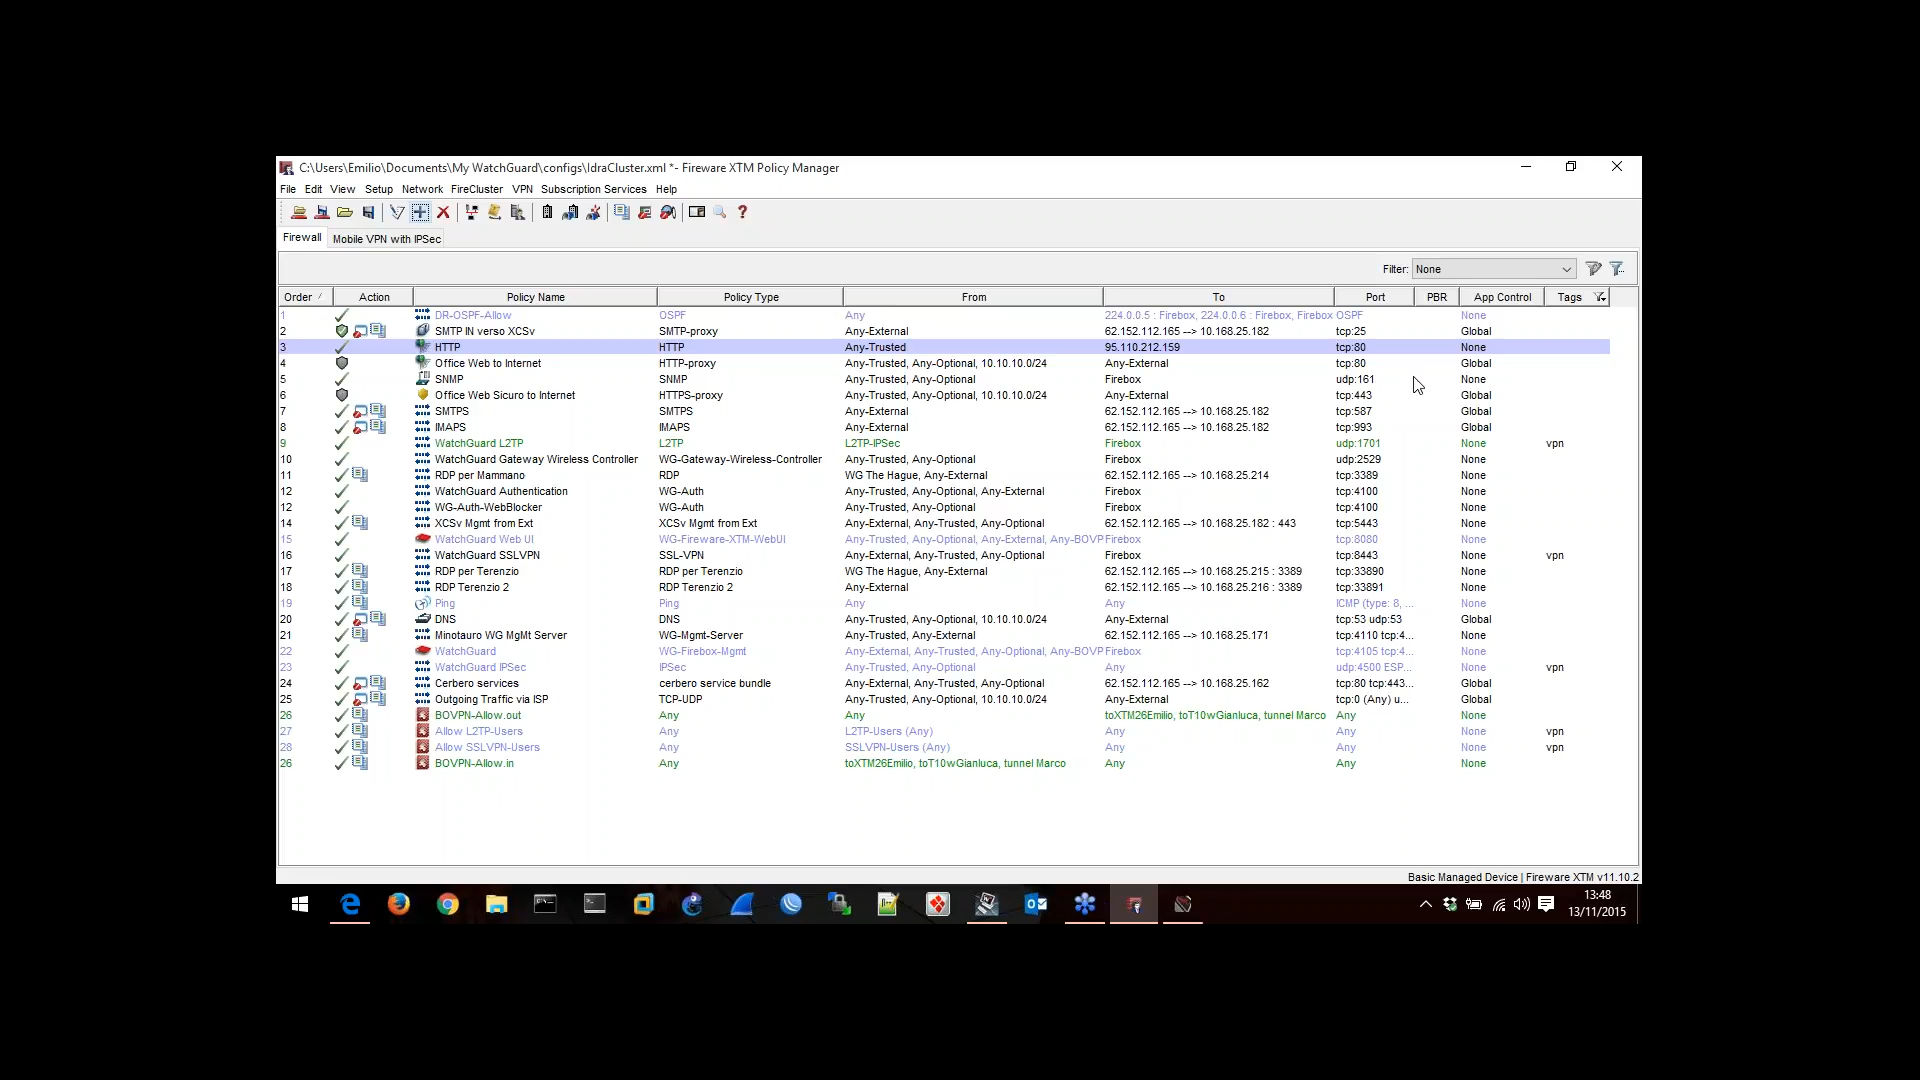 C:\Users\Emilio\Documents\My WatchGuard\configs\IdraCluster.xml *- Fireware XTM Policy Manager
File Edit View Setup Network FireCluster VPN Subscription Services Help
Firewall Mobile VPN with IPSec
Filter: None
Order Action Policy Name Policy Type From To Port PBR App Control Tags
1 DR-OSPF-Allow OSPF Any 224.0.0.5 : Firebox, 224.0.0.6 : Firebox, Firebox OSPF None
2 SMTP IN verso XCSv SMTP-proxy Any-External 62.152.112.165 --> 10.168.25.182 tcp:25 Global
3 HTTP HTTP Any-Trusted 95.110.212.159 tcp:80 None
4 Office Web to Internet HTTP-proxy Any-Trusted, Any-Optional, 10.10.10.0/24 Any-External tcp:80 Global
5 SNMP SNMP Any-Trusted, Any-Optional Firebox udp:161 None
6 Office Web Sicuro to Internet HTTPS-proxy Any-Trusted, Any-Optional, 10.10.10.0/24 Any-External tcp:443 Global
7 SMTPS SMTPS Any-External 62.152.112.165 --> 10.168.25.182 tcp:587 Global
8 IMAPS IMAPS Any-External 62.152.112.165 --> 10.168.25.182 tcp:993 Global
9 WatchGuard L2TP L2TP L2TP-IPSec Firebox udp:1701 None vpn
10 WatchGuard Gateway Wireless Controller WG-Gateway-Wireless-Controller Any-Trusted, Any-Optional Firebox udp:2529 None
11 RDP per Mammano RDP WG The Hague, Any-External 62.152.112.165 --> 10.168.25.214 tcp:3389 None
12 WatchGuard Authentication WG-Auth Any-Trusted, Any-Optional, Any-External Firebox tcp:4100 None
12 WG-Auth-WebBlocker WG-Auth Any-Trusted, Any-Optional Firebox tcp:4100 None
14 XCSv Mgmt from Ext XCSv Mgmt from Ext Any-External, Any-Trusted, Any-Optional 62.152.112.165 --> 10.168.25.182 : 443 tcp:5443 None
15 WatchGuard Web UI WG-Fireware-XTM-WebUI Any-Trusted, Any-Optional, Any-External, Any-BOVP Firebox tcp:8080 None
16 WatchGuard SSLVPN SSL-VPN Any-External, Any-Trusted, Any-Optional Firebox tcp:8443 None vpn
17 RDP per Terenzio RDP per Terenzio WG The Hague, Any-External 62.152.112.165 --> 10.168.25.215 : 3389 tcp:33890 None
18 RDP Terenzio 2 RDP Terenzio 2 Any-External 62.152.112.165 --> 10.168.25.216 : 3389 tcp:33891 None
19 Ping Ping Any Any ICMP (type: 8, ... None
20 DNS DNS Any-Trusted, Any-Optional, 10.10.10.0/24 Any-External tcp:53 udp:53 Global
21 Minotauro WG MgMt Server WG-Mgmt-Server Any-Trusted, Any-External 62.152.112.165 --> 10.168.25.171 tcp:4110 tcp:4... None
22 WatchGuard WG-Firebox-Mgmt Any-External, Any-Trusted, Any-Optional, Any-BOVP Firebox tcp:4105 tcp:4... None
23 WatchGuard IPSec IPSec Any-Trusted, Any-Optional Any udp:4500 ESP... None vpn
24 Cerbero services cerbero service bundle Any-External, Any-Trusted, Any-Optional 62.152.112.165 --> 10.168.25.162 tcp:80 tcp:443... Global
25 Outgoing Traffic via ISP TCP-UDP Any-Trusted, Any-Optional, 10.10.10.0/24 Any-External tcp:0 (Any) u... Global
26 BOVPN-Allow.out Any Any toXTM26Emilio, toT10wGianluca, tunnel Marco Any None
27 Allow L2TP-Users Any L2TP-Users (Any) Any Any None vpn
28 Allow SSLVPN-Users Any SSLVPN-Users (Any) Any Any None vpn
26 BOVPN-Allow.in Any toXTM26Emilio, toT10wGianluca, tunnel Marco Any Any None
Basic Managed Device | Fireware XTM v11.10.2
13:48
13/11/2015